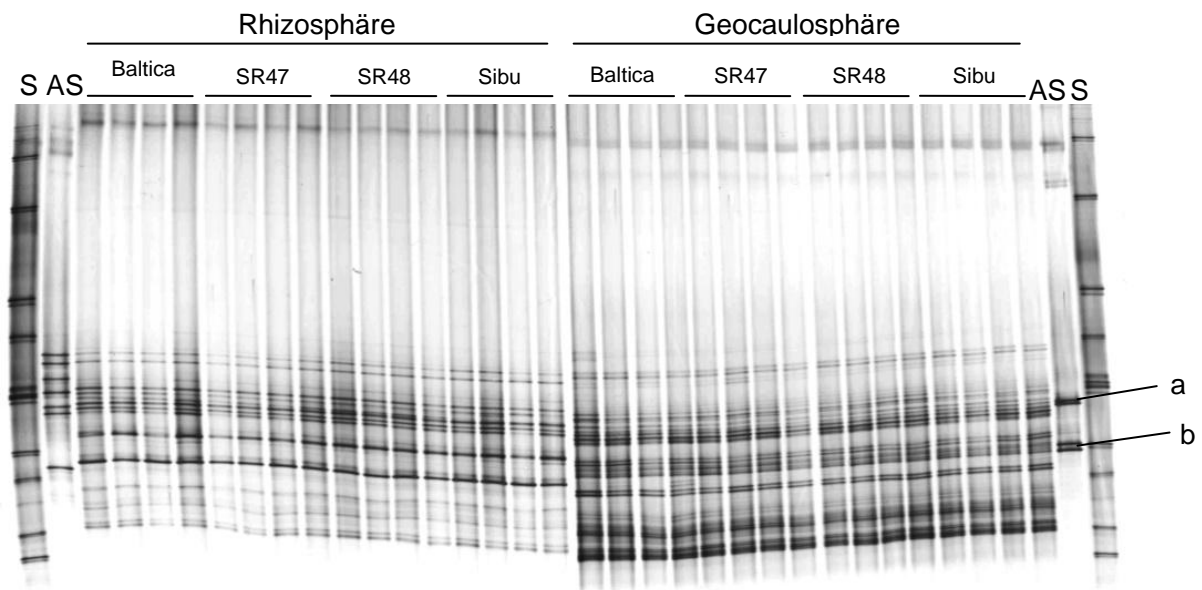 Rhizosphäre Geocaulosphäre
Baltica SR47 SR48 Sibu Baltica SR47 SR48 Sibu
S AS AS S
a
b